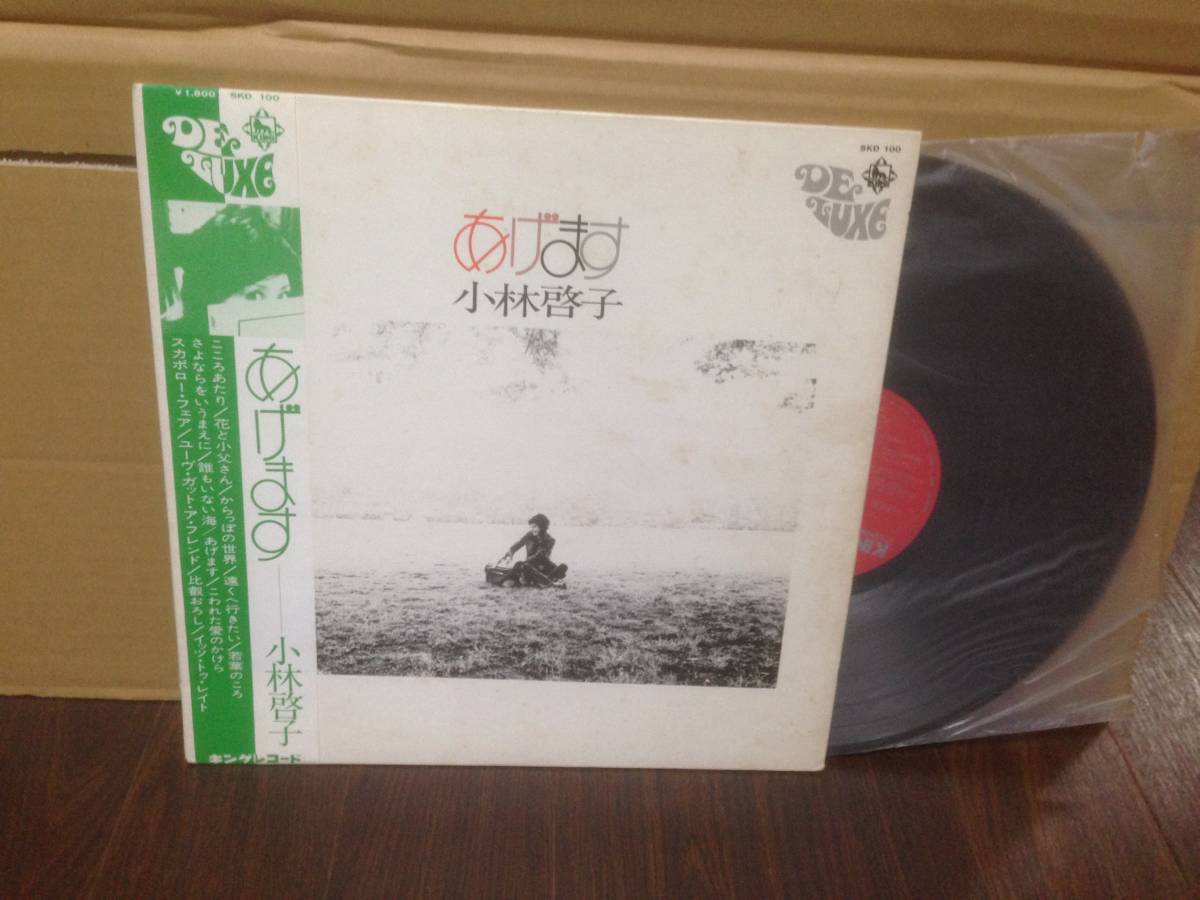 ¥1,800 SKD 100
DE LUXE
あげます
小林啓子
こころあたり/花と小父さん/からっぽの世界/遠くへ行きたい/若葉のころ
さよならをいうまえに/誰もいない海/あげます/こわれた愛のかけら
スカボロー・フェア/ユーヴ・ガット・ア・フレンド/比叡おろし/イッツ・トゥ・レイト
キングレコード
SKD 100
DE LUXE
あげます
小林啓子